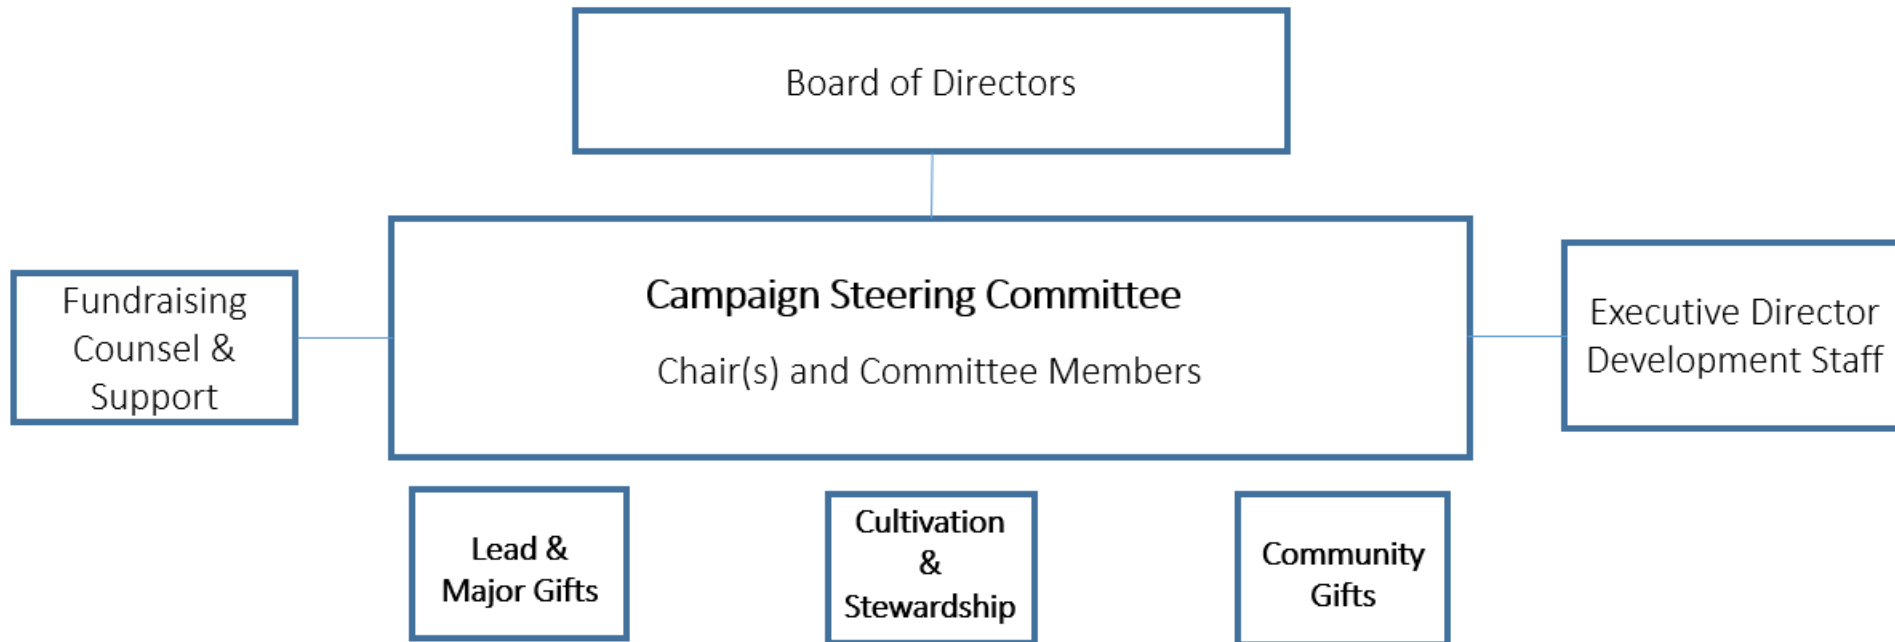 Board of Directors
Fundraising
Counsel &
Support
Campaign Steering Committee
Chair(s) and Committee Members
Executive Director
Development Staff
Lead &
Major Gifts
Cultivation
&
Stewardship
Community
Gifts